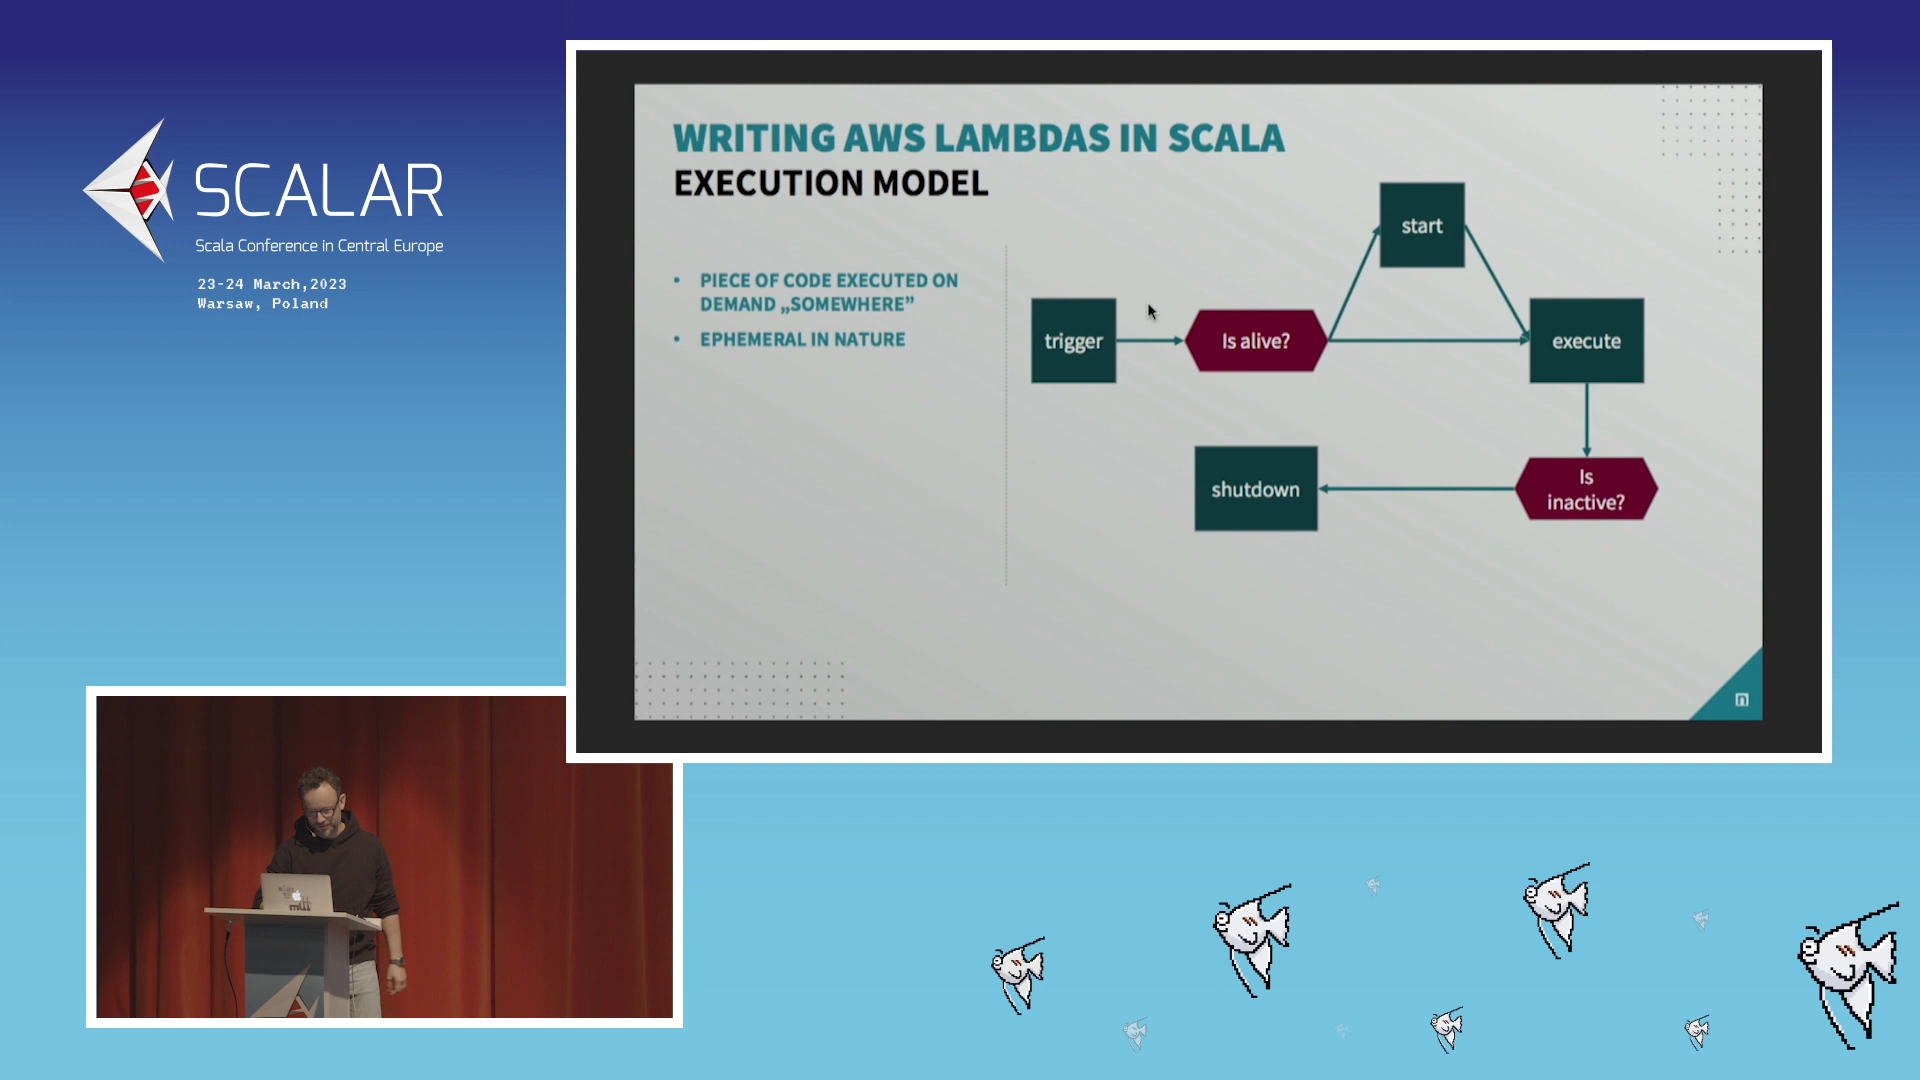 SCALAR
Scala Conference in Central Europe
23-24 March,2023
Warsaw, Poland
WRITING AWS LAMBDAS IN SCALA
EXECUTION MODEL
• PIECE OF CODE EXECUTED ON
DEMAND „SOMEWHERE”
• EPHEMERAL IN NATURE
start
trigger
Is alive?
execute
shutdown
Is
inactive?
n